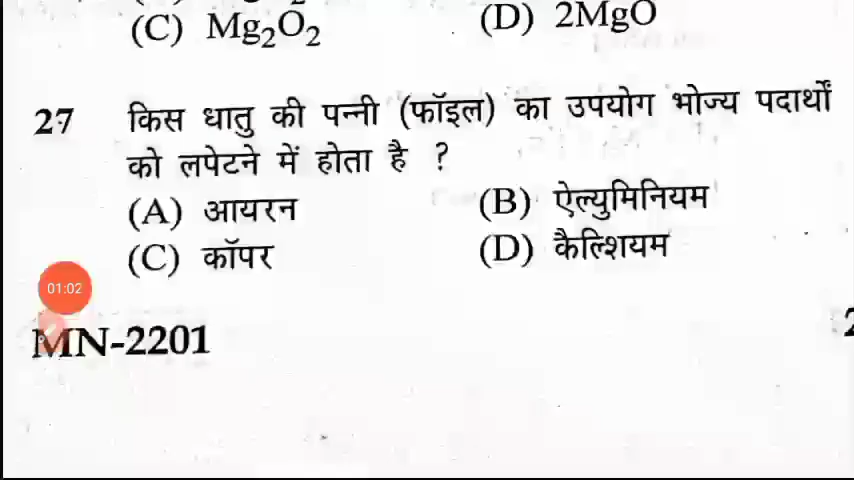 (C) Mg₂O₂ (D) 2MgO
27 किस धातु की पन्नी (फॉइल) का उपयोग भोज्य पदार्थों
को लपेटने में होता है ?
(A) आयरन (B) ऐल्युमिनियम
(C) कॉपर (D) कैल्शियम
01:02
MN-2201